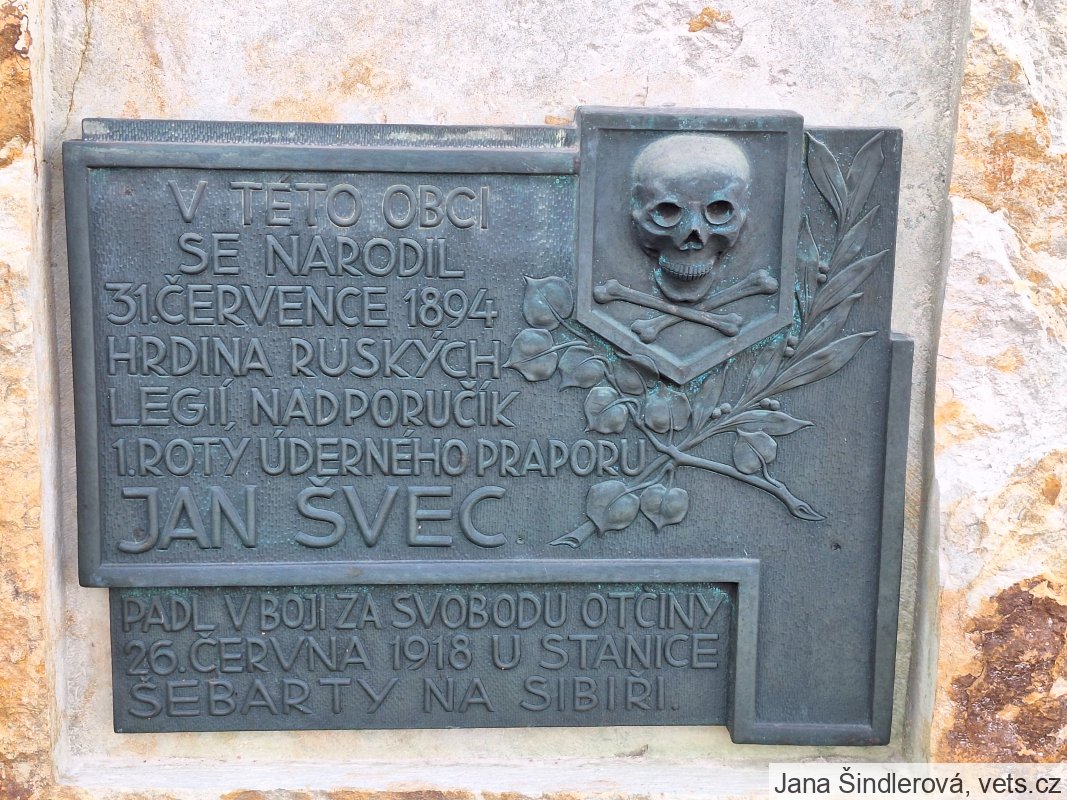 V TÉTO OBCI
SE NARODIL
31. ČERVENCE 1894
HRDINA RUSKÝCH
LEGIÍ, NADPORUČÍK
1. ROTY ÚDERNÉHO PRAPORU
JAN ŠVEC.
PADL V BOJI ZA SVOBODU OTČINY
26. ČERVNA 1918 U STANICE
ŠEBARTY NA SIBIŘI.
Jana Šindlerová, vets.cz